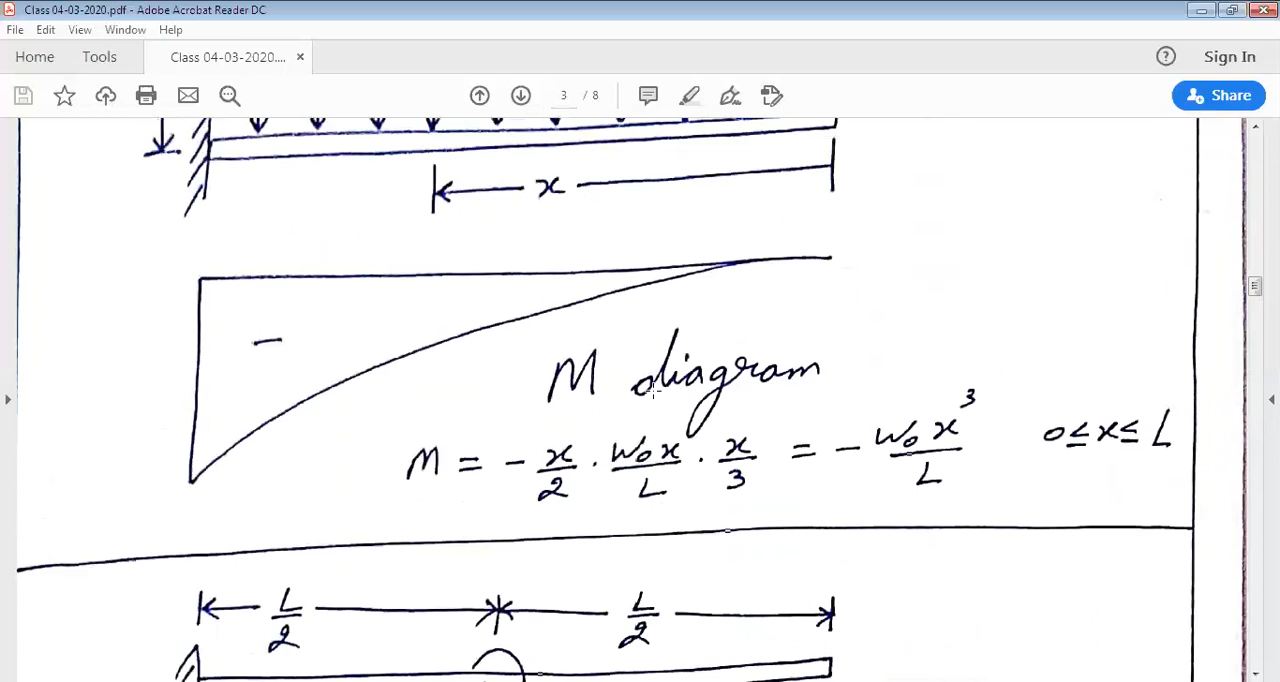 Class 04-03-2020.pdf - Adobe Acrobat Reader DC
File Edit View Window Help
Home Tools Class 04-03-2020.... × ? Sign In
3 / 8 Share
x
−
M diagram
M = - x/2 . W₀x/L . x/3 = - W₀x³/L 0≤x≤L
L/2 L/2